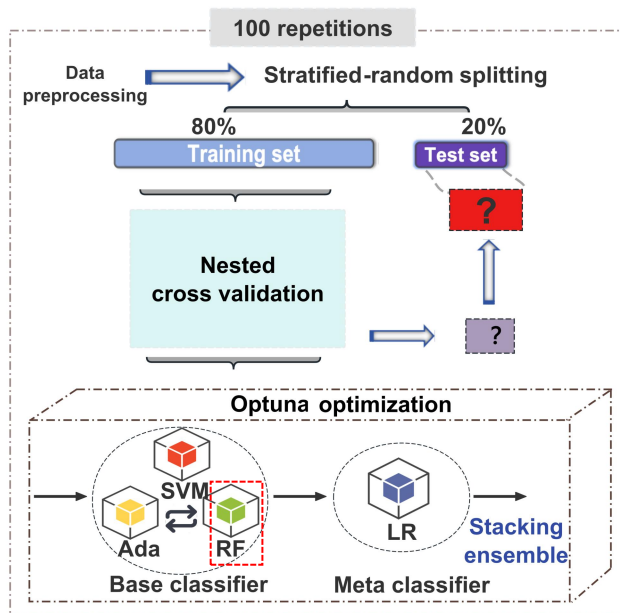 100 repetitions
Data
preprocessing
Stratified-random splitting
80%
20%
Training set
Test set
?
Nested
cross validation
?
Optuna optimization
SVM
Ada
RF
LR
Stacking
ensemble
Base classifier
Meta classifier